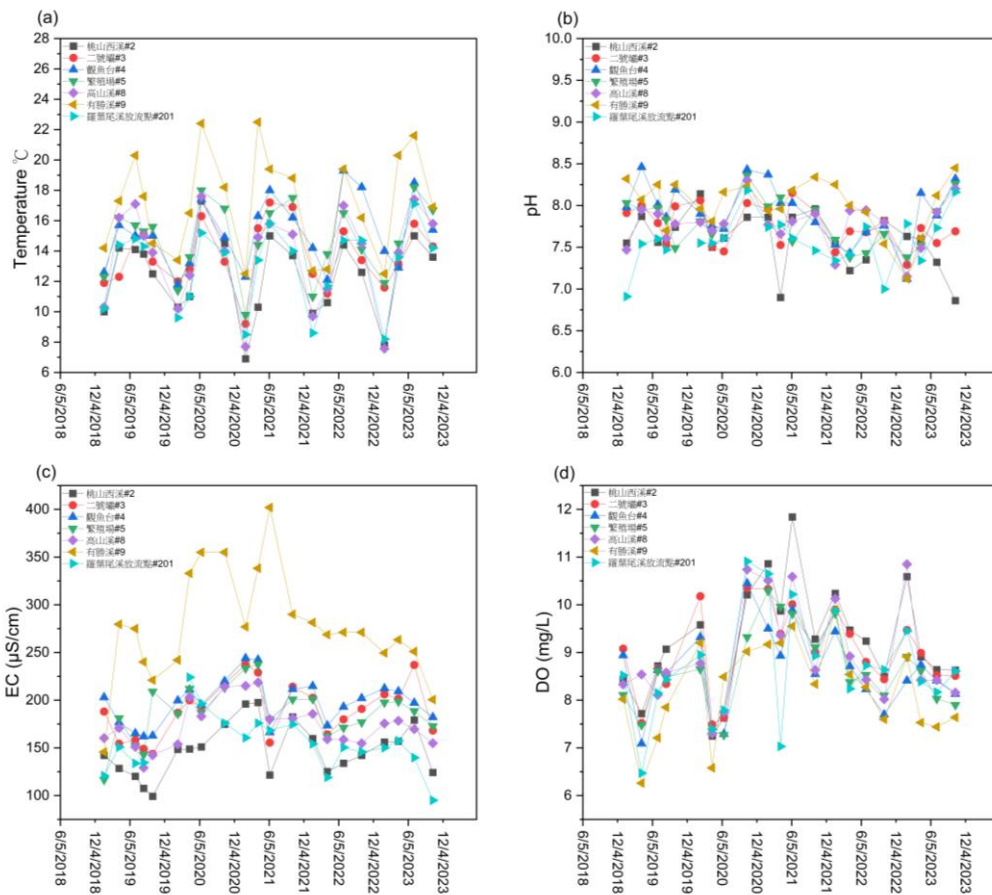 (a)
28
26
24
22
20
18
16
14
12
10
8
6
Temperature ℃
桃山西溪#2
二號壩#3
觀魚台#4
繁殖場#5
高山溪#8
有勝溪#9
羅葉尾溪放流點#201
6/5/2018
12/4/2018
6/5/2019
12/4/2019
6/5/2020
12/4/2020
6/5/2021
12/4/2021
6/5/2022
12/4/2022
6/5/2023
12/4/2023
(b)
10.0
9.5
9.0
8.5
8.0
7.5
7.0
6.5
6.0
pH
桃山西溪#2
二號壩#3
觀魚台#4
繁殖場#5
高山溪#8
有勝溪#9
羅葉尾溪放流點#201
6/5/2018
12/4/2018
6/5/2019
12/4/2019
6/5/2020
12/4/2020
6/5/2021
12/4/2021
6/5/2022
12/4/2022
6/5/2023
12/4/2023
(c)
400
350
300
250
200
150
100
EC (μS/cm)
桃山西溪#2
二號壩#3
觀魚台#4
繁殖場#5
高山溪#8
有勝溪#9
羅葉尾溪放流點#201
6/5/2018
12/4/2018
6/5/2019
12/4/2019
6/5/2020
12/4/2020
6/5/2021
12/4/2021
6/5/2022
12/4/2022
6/5/2023
12/4/2023
(d)
12
12
11
10
9
8
7
6
5
DO (mg/L)
桃山西溪#2
二號壩#3
觀魚台#4
繁殖場#5
高山溪#8
有勝溪#9
羅葉尾溪放流點#201
6/5/2018
12/4/2018
6/5/2019
12/4/2019
6/5/2020
12/4/2020
6/5/2021
12/4/2021
6/5/2022
12/4/2022
6/5/2023
12/4/2023